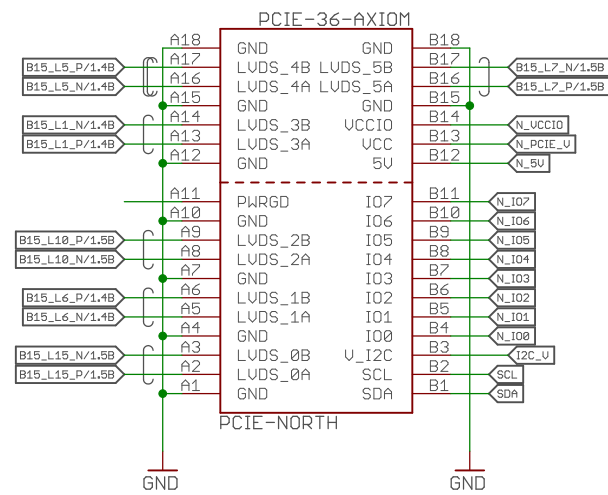 PCIE-36-AXIOM
A18 GND GND B18
B15_L5_P/1.4B A17 LVDS_4B LVDS_5B B17 B15_L7_N/1.5B
B15_L5_N/1.4B A16 LVDS_4A LVDS_5A B16 B15_L7_P/1.5B
A15 GND GND B15
B15_L1_N/1.4B A14 LVDS_3B VCCIO B14 N_VCCIO
B15_L1_P/1.4B A13 LVDS_3A VCC B13 N_PCIE_V
A12 GND 5V B12 N_5V
A11 PWRGD IO7 B11 N_IO7
A10 GND IO6 B10 N_IO6
B15_L10_P/1.5B A9 LVDS_2B IO5 B9 N_IO5
B15_L10_N/1.5B A8 LVDS_2A IO4 B8 N_IO4
A7 GND IO3 B7 N_IO3
B15_L6_P/1.4B A6 LVDS_1B IO2 B6 N_IO2
B15_L6_N/1.4B A5 LVDS_1A IO1 B5 N_IO1
A4 GND IO0 B4 N_IO0
B15_L15_N/1.5B A3 LVDS_0B V_I2C B3 I2C_V
B15_L15_P/1.5B A2 LVDS_0A SCL B2 SCL
A1 GND SDA B1 SDA
PCIE-NORTH
GND GND